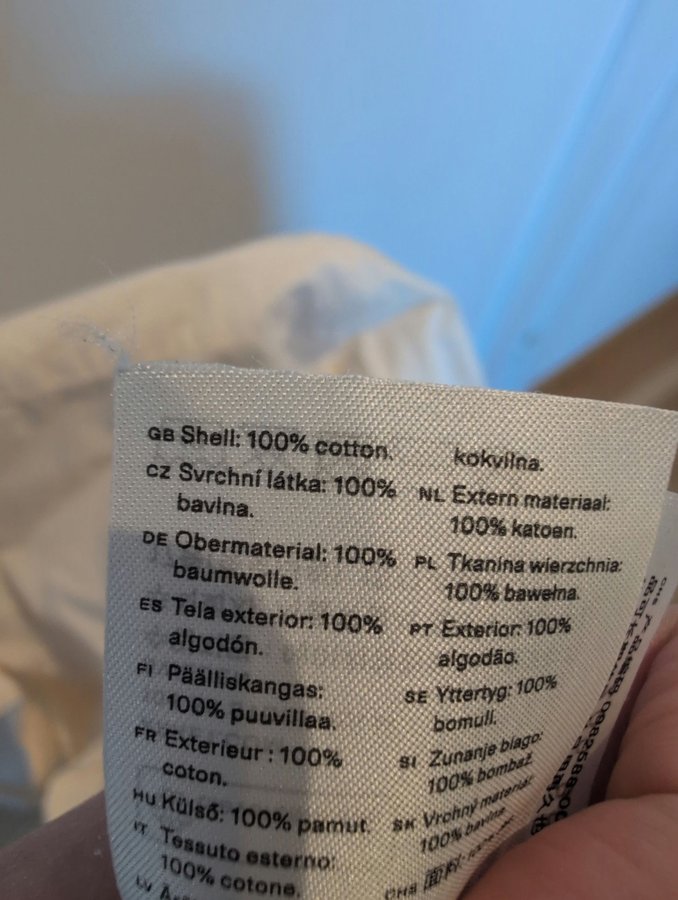 GB Shell: 100% cotton.
CZ Svrchní látka: 100%
bavlna.
DE Obermaterial: 100%
baumwolle.
ES Tela exterior: 100%
algodón.
FI Päälliskangas:
100% puuvillaa.
FR Exterieur : 100%
coton.
HU Külső: 100% pamut.
IT Tessuto esterno:
100% cotone.
LV
kokvilna.
NL Extern materiaal:
100% katoen.
PL Tkanina wierzchnia:
100% bawełna.
PT Exterior: 100%
algodão.
SE Yttertyg: 100%
bomull.
SI Zunanje blago:
100% bombaž.
SK Vrchný materiál:
100% bavlna.
CHS 面料:
CHS